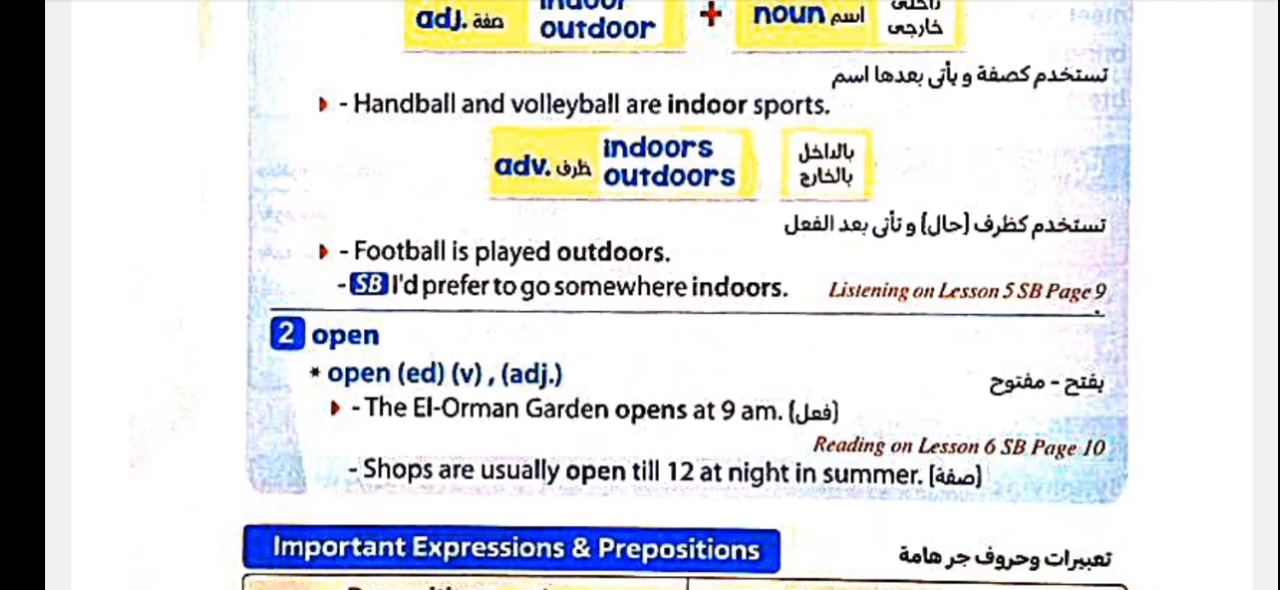 adj. صفة indoor outdoor + noun اسم داخلى خارجى
تستخدم كصفة و يأتى بعدها اسم
- Handball and volleyball are indoor sports.
adv. ظرف indoors outdoors بالداخل بالخارج
تستخدم كظرف (حال) و تأتى بعد الفعل
- Football is played outdoors.
- SB I'd prefer to go somewhere indoors. Listening on Lesson 5 SB Page 9
2 open
* open (ed) (v) , (adj.) يفتح - مفتوح
- The El-Orman Garden opens at 9 am. (فعل)
Reading on Lesson 6 SB Page 10
- Shops are usually open till 12 at night in summer. (صفة)
Important Expressions & Prepositions تعبيرات وحروف جر هامة